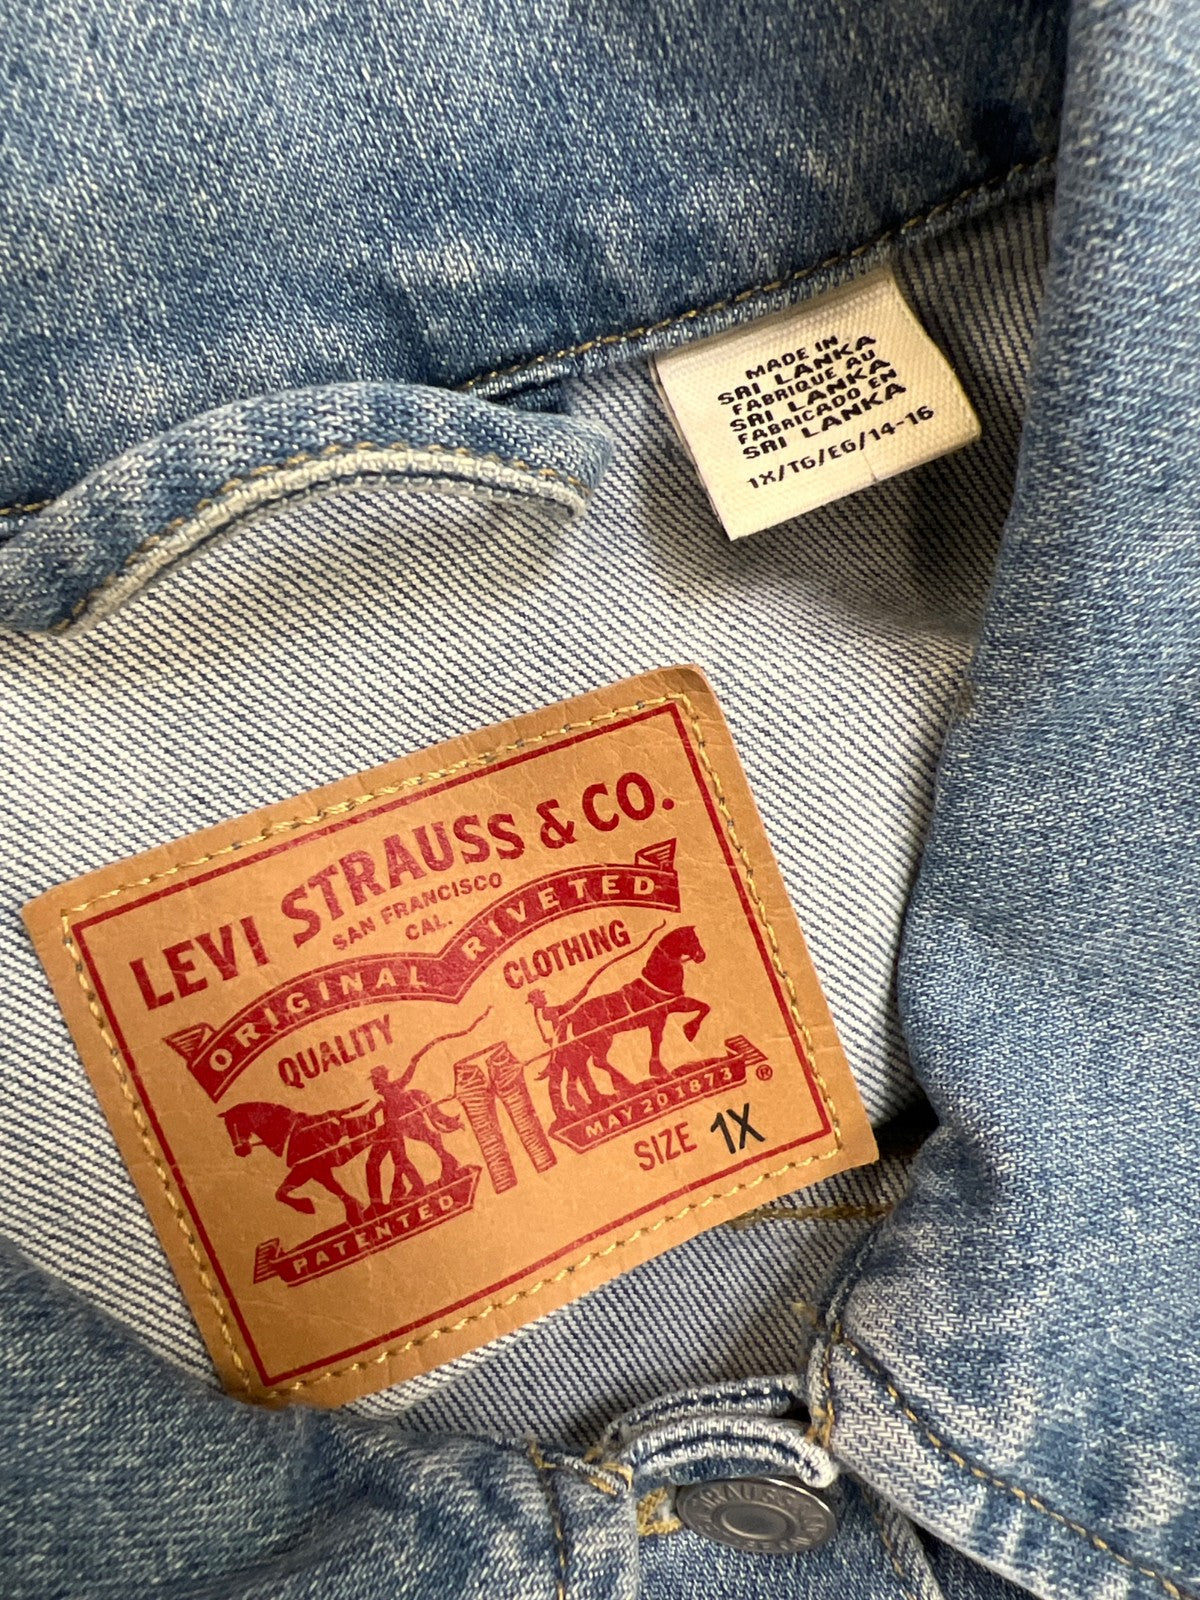 MADE IN
SRI LANKA
FABRIQUE AU
SRI LANKA
FABRICADO EN
SRI LANKA
1X/TG/EG/14-16
LEVI STRAUSS & CO.
SAN FRANCISCO
CAL.
ORIGINAL RIVETED
QUALITY CLOTHING
PATENTED MAY 20 1873 ®
SIZE 1X
STRAUSS